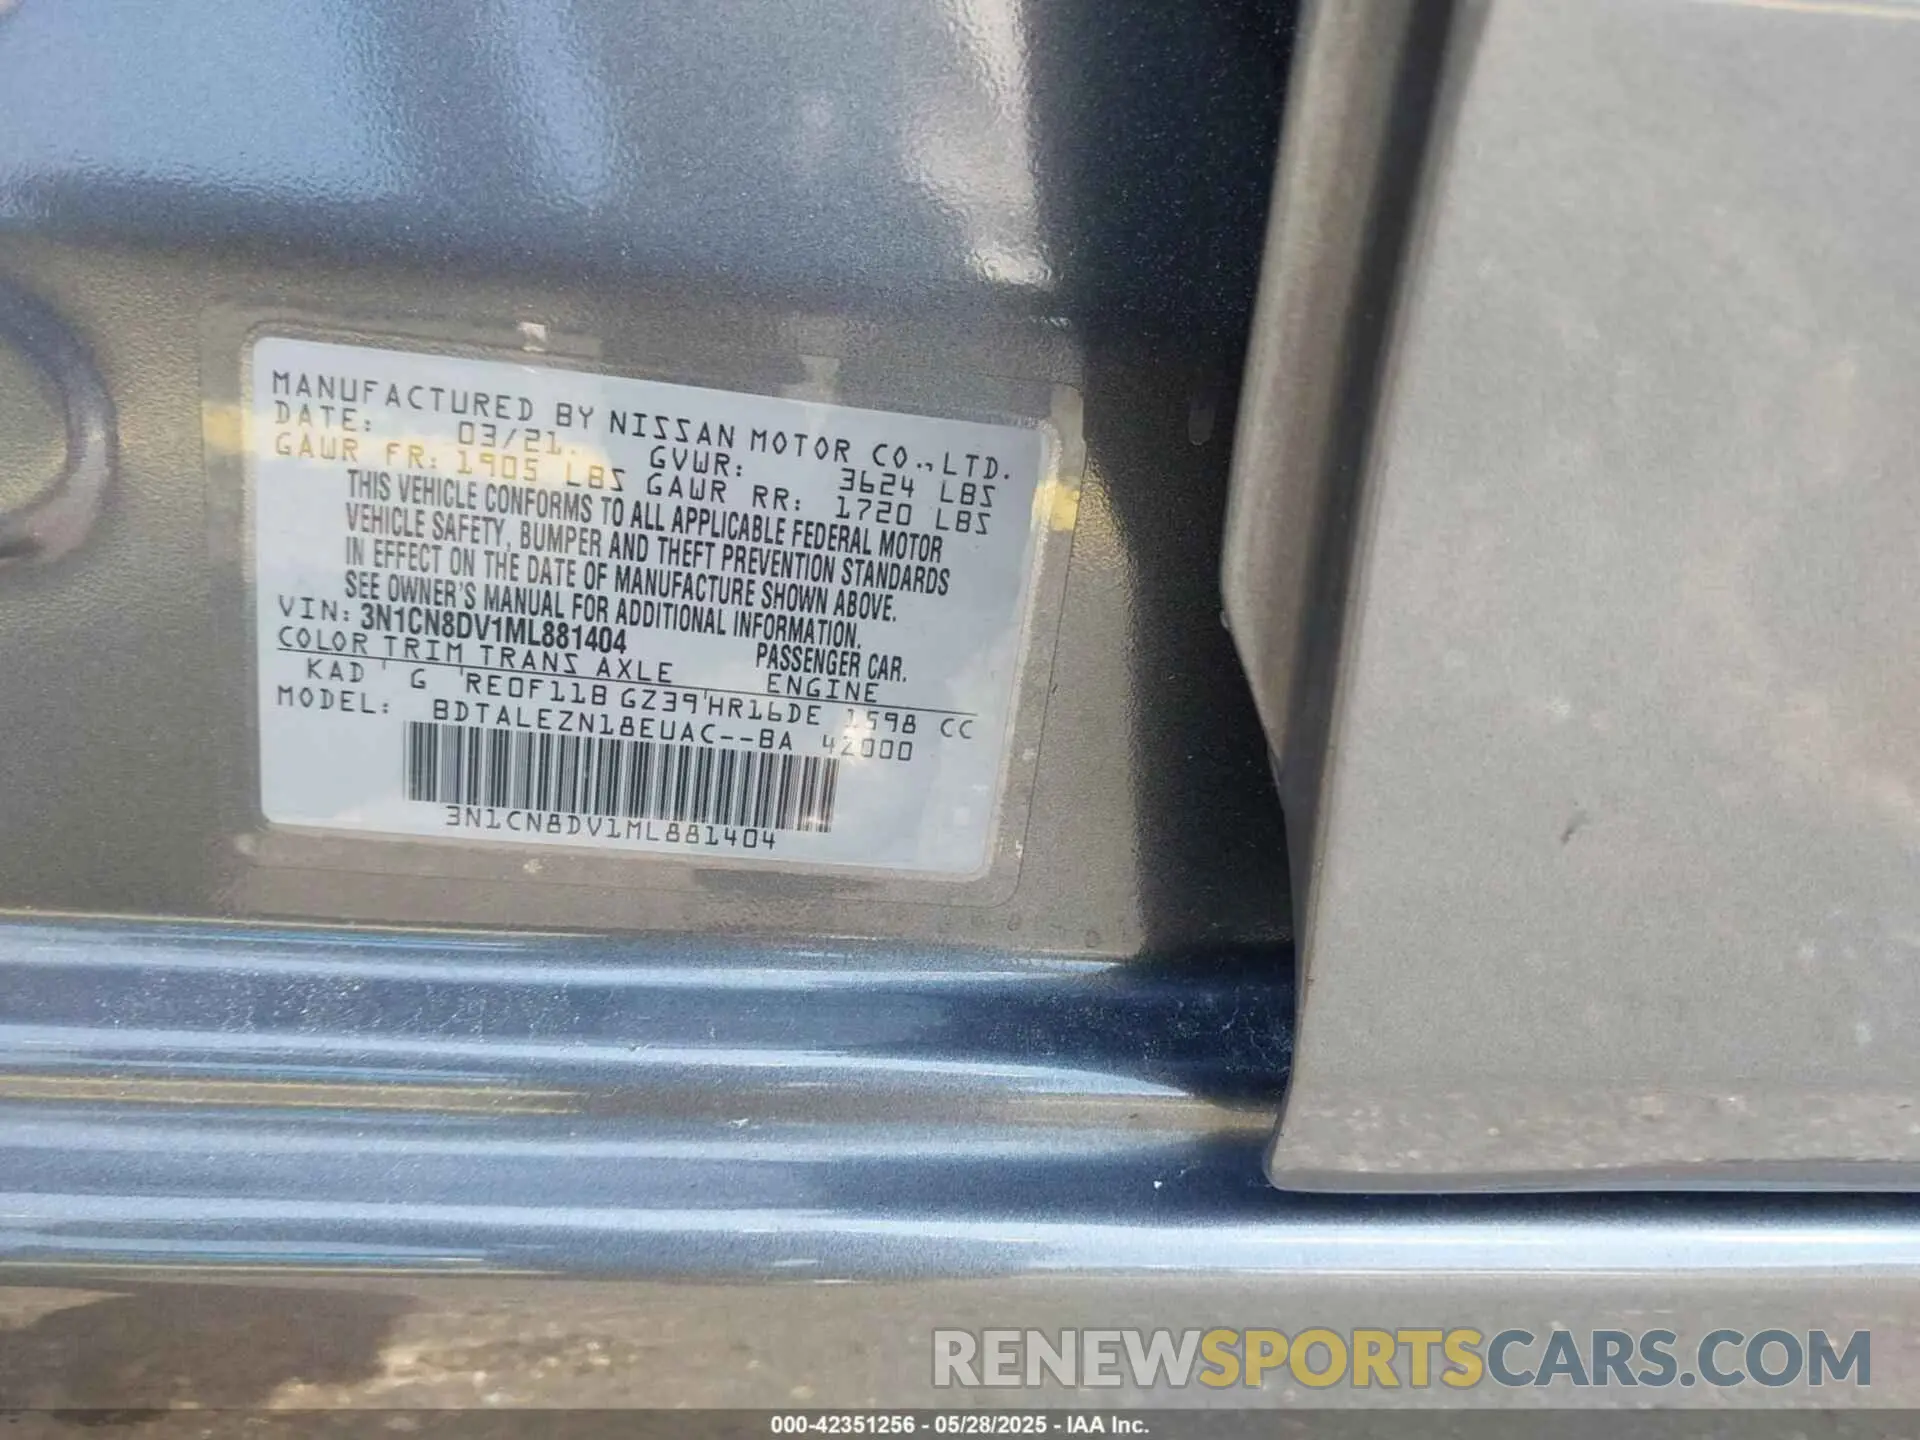 MANUFACTURED BY NISSAN MOTOR CO.,LTD.
DATE: 03/21. GVWR: 3624 LBS
GAWR FR: 1905 LBS GAWR RR: 1720 LBS
THIS VEHICLE CONFORMS TO ALL APPLICABLE FEDERAL MOTOR
VEHICLE SAFETY, BUMPER AND THEFT PREVENTION STANDARDS
IN EFFECT ON THE DATE OF MANUFACTURE SHOWN ABOVE.
SEE OWNER'S MANUAL FOR ADDITIONAL INFORMATION.
VIN: 3N1CN8DV1ML881404 PASSENGER CAR.
COLOR TRIM TRANS AXLE ENGINE
KAD G RE0F11B GZ39 HR16DE 1598 CC
MODEL: BDTALEZN18EUAC--BA 42000
3N1CN8DV1ML881404
RENEWSPORTSCARS.COM
000-42351256 - 05/28/2025 - IAA Inc.